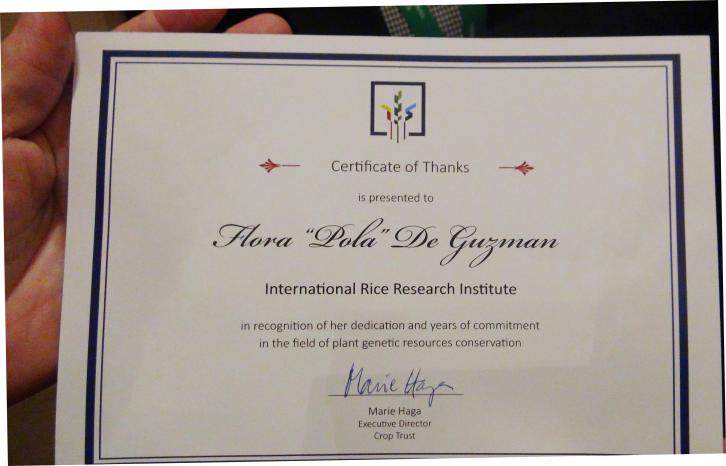 Certificate of Thanks
is presented to
Flora “Pola” De Guzman
International Rice Research Institute
in recognition of her dedication and years of commitment
in the field of plant genetic resources conservation
Marie Haga
Marie Haga
Executive Director
Crop Trust